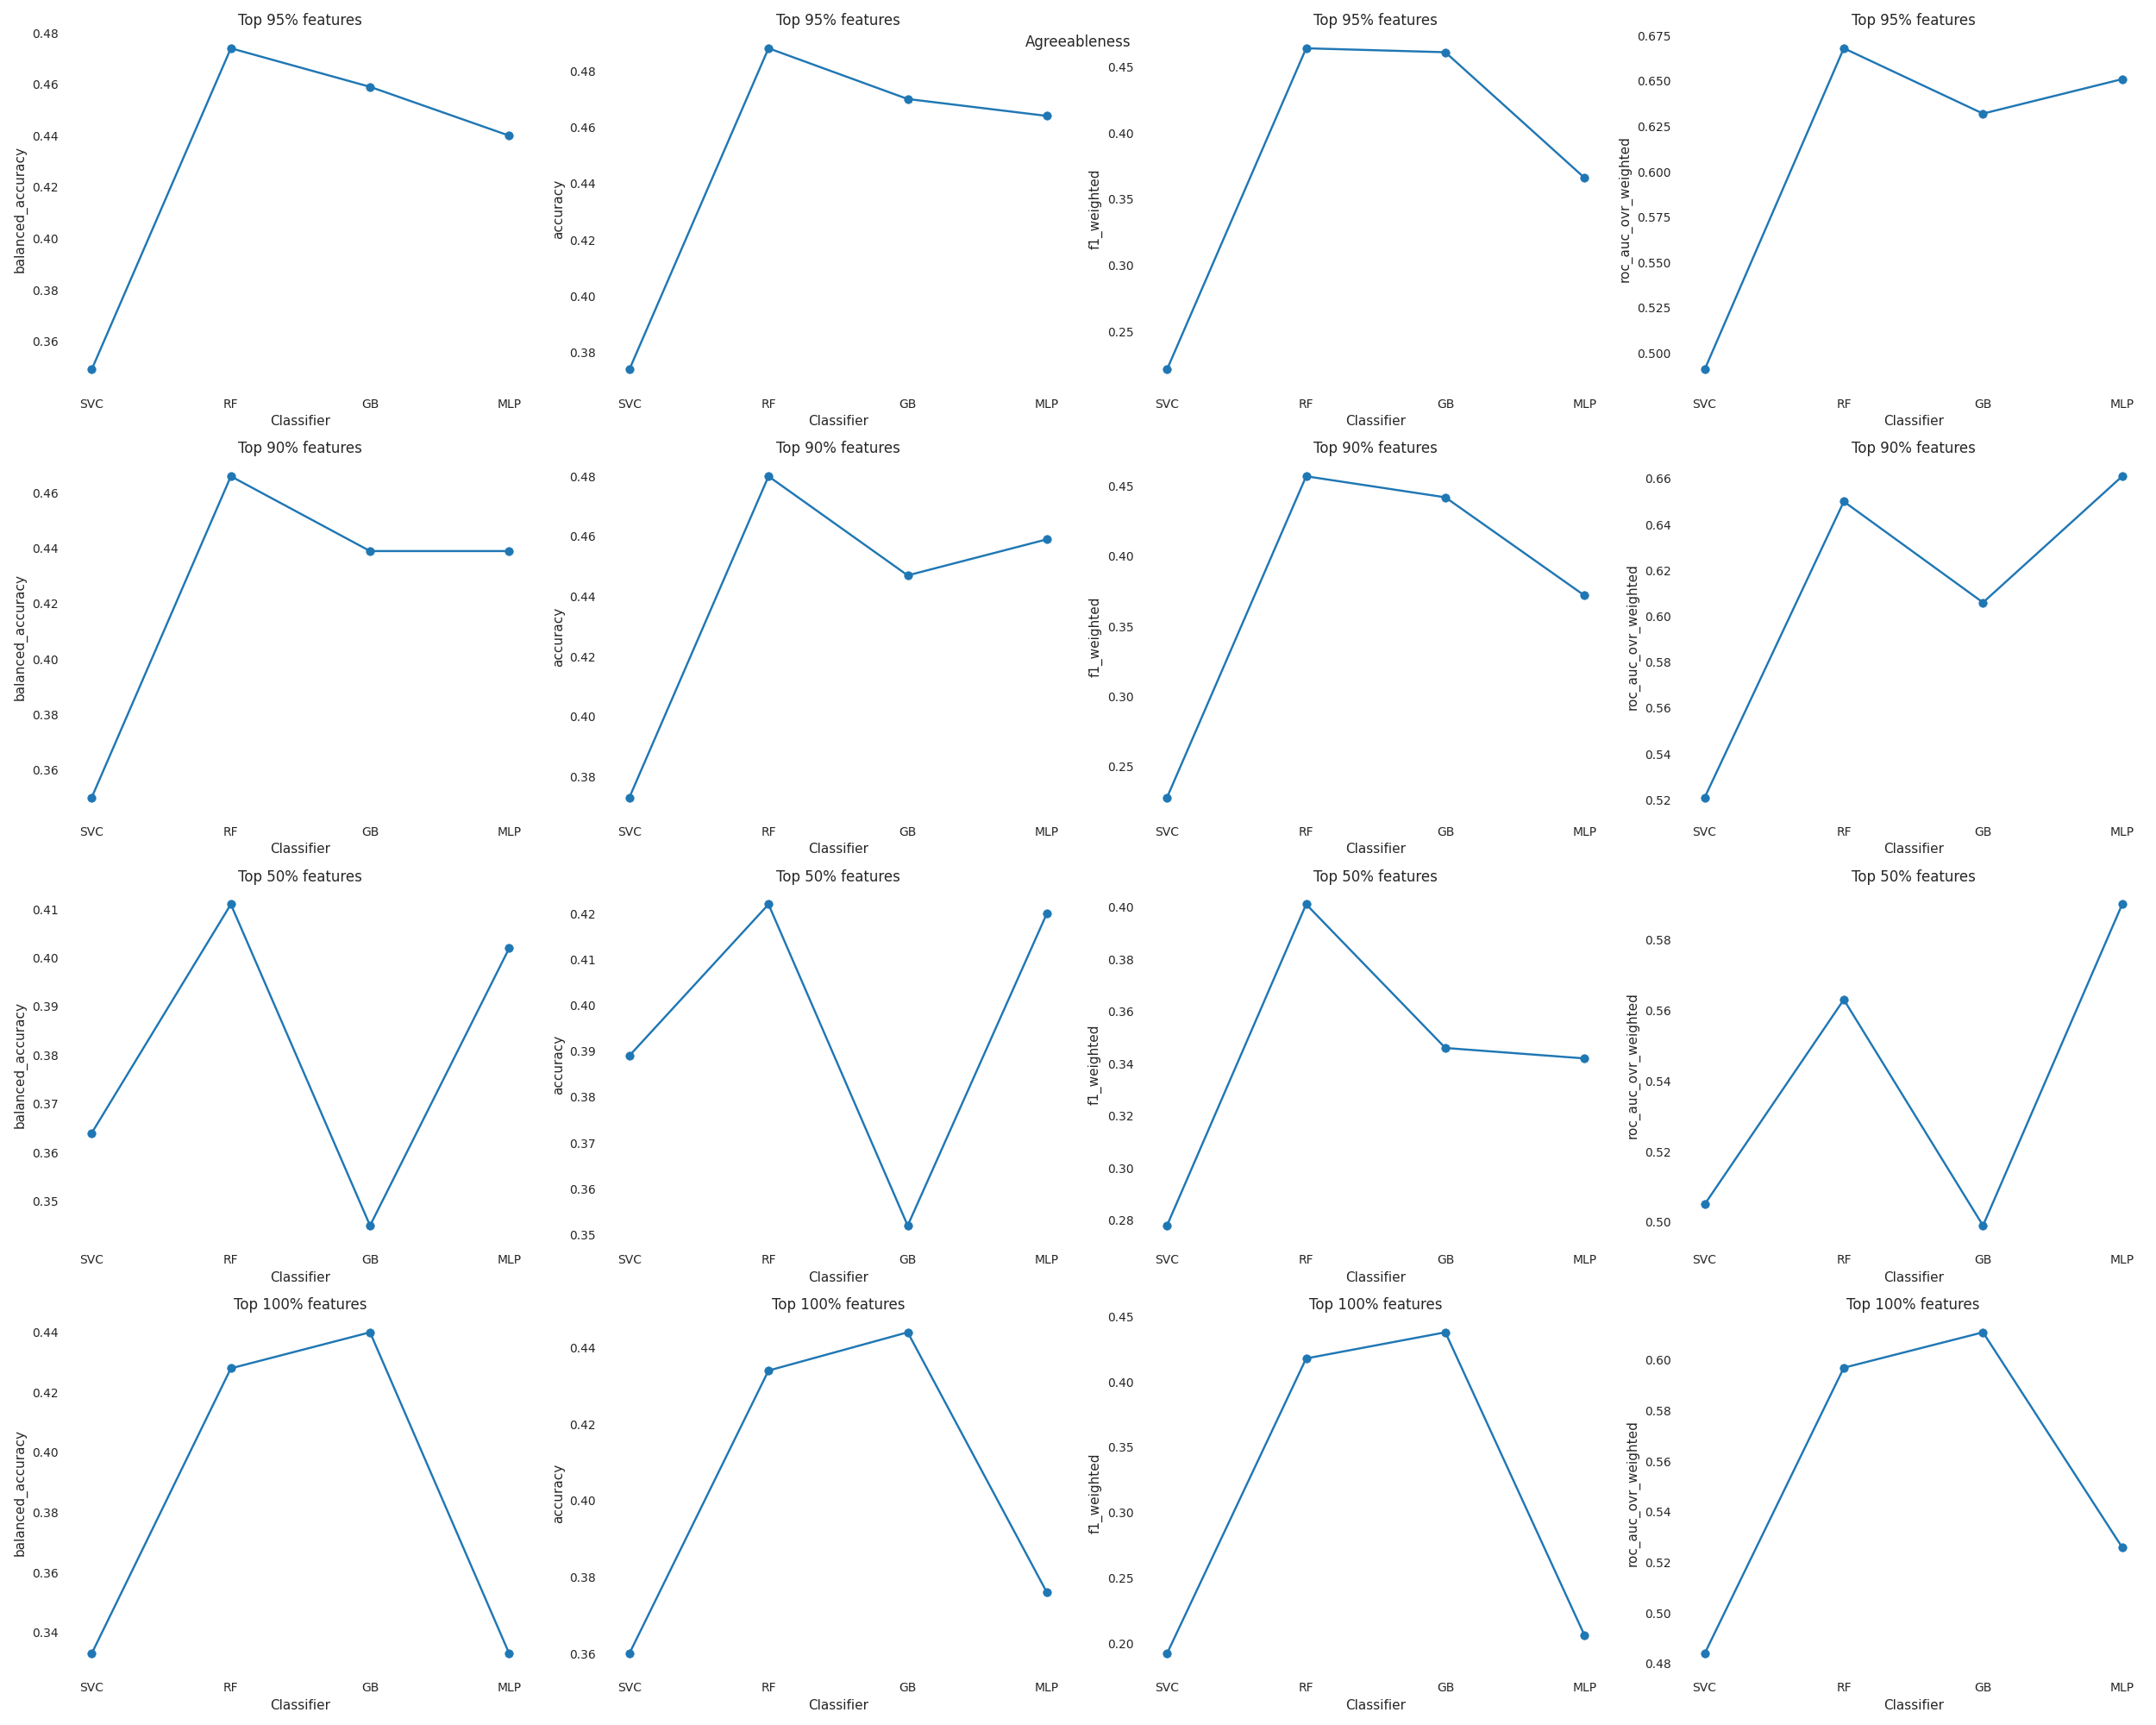 Agreeableness
Top 95% features
balanced_accuracy
0.48
0.46
0.44
0.42
0.40
0.38
0.36
SVC RF GB MLP
Classifier
Top 95% features
accuracy
0.48
0.46
0.44
0.42
0.40
0.38
SVC RF GB MLP
Classifier
Top 95% features
f1_weighted
0.45
0.40
0.35
0.30
0.25
SVC RF GB MLP
Classifier
Top 95% features
roc_auc_ovr_weighted
0.675
0.650
0.625
0.600
0.575
0.550
0.525
0.500
SVC RF GB MLP
Classifier
Top 90% features
balanced_accuracy
0.46
0.44
0.42
0.40
0.38
0.36
SVC RF GB MLP
Classifier
Top 90% features
accuracy
0.48
0.46
0.44
0.42
0.40
0.38
SVC RF GB MLP
Classifier
Top 90% features
f1_weighted
0.45
0.40
0.35
0.30
0.25
SVC RF GB MLP
Classifier
Top 90% features
roc_auc_ovr_weighted
0.66
0.64
0.62
0.60
0.58
0.56
0.54
0.52
SVC RF GB MLP
Classifier
Top 50% features
balanced_accuracy
0.41
0.40
0.39
0.38
0.37
0.36
0.35
SVC RF GB MLP
Classifier
Top 50% features
accuracy
0.42
0.41
0.40
0.39
0.38
0.37
0.36
0.35
SVC RF GB MLP
Classifier
Top 50% features
f1_weighted
0.40
0.38
0.36
0.34
0.32
0.30
0.28
SVC RF GB MLP
Classifier
Top 50% features
roc_auc_ovr_weighted
0.58
0.56
0.54
0.52
0.50
SVC RF GB MLP
Classifier
Top 100% features
balanced_accuracy
0.44
0.42
0.40
0.38
0.36
0.34
SVC RF GB MLP
Classifier
Top 100% features
accuracy
0.44
0.42
0.40
0.38
0.36
SVC RF GB MLP
Classifier
Top 100% features
f1_weighted
0.45
0.40
0.35
0.30
0.25
0.20
SVC RF GB MLP
Classifier
Top 100% features
roc_auc_ovr_weighted
0.60
0.58
0.56
0.54
0.52
0.50
0.48
SVC RF GB MLP
Classifier